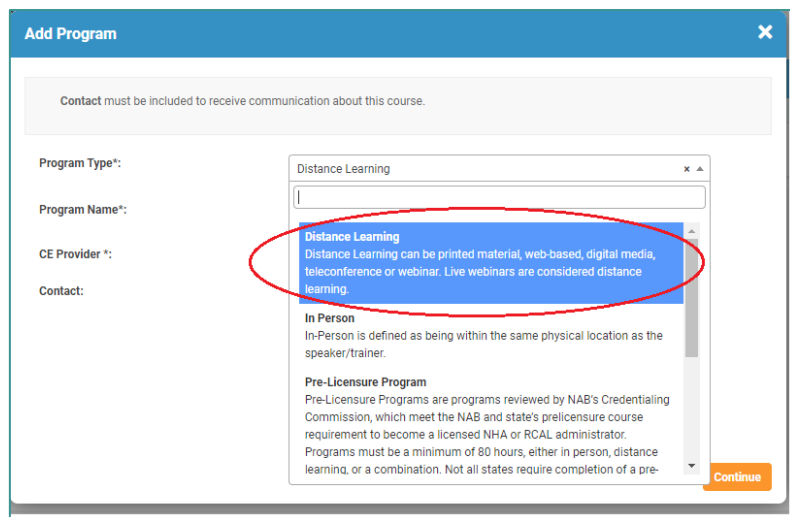 Add Program
Contact must be included to receive communication about this course.
Program Type*:
Distance Learning
Program Name*:
CE Provider *:
Contact:
Distance Learning
Distance Learning can be printed material, web-based, digital media,
teleconference or webinar. Live webinars are considered distance
learning.
In Person
In-Person is defined as being within the same physical location as the
speaker/trainer.
Pre-Licensure Program
Pre-Licensure Programs are programs reviewed by NAB's Credentialing
Commission, which meet the NAB and state's prelicensure course
requirement to become a licensed NHA or RCAL administrator.
Programs must be a minimum of 80 hours, either in person, distance
learning, or a combination. Not all states require completion of a pre-
Continue